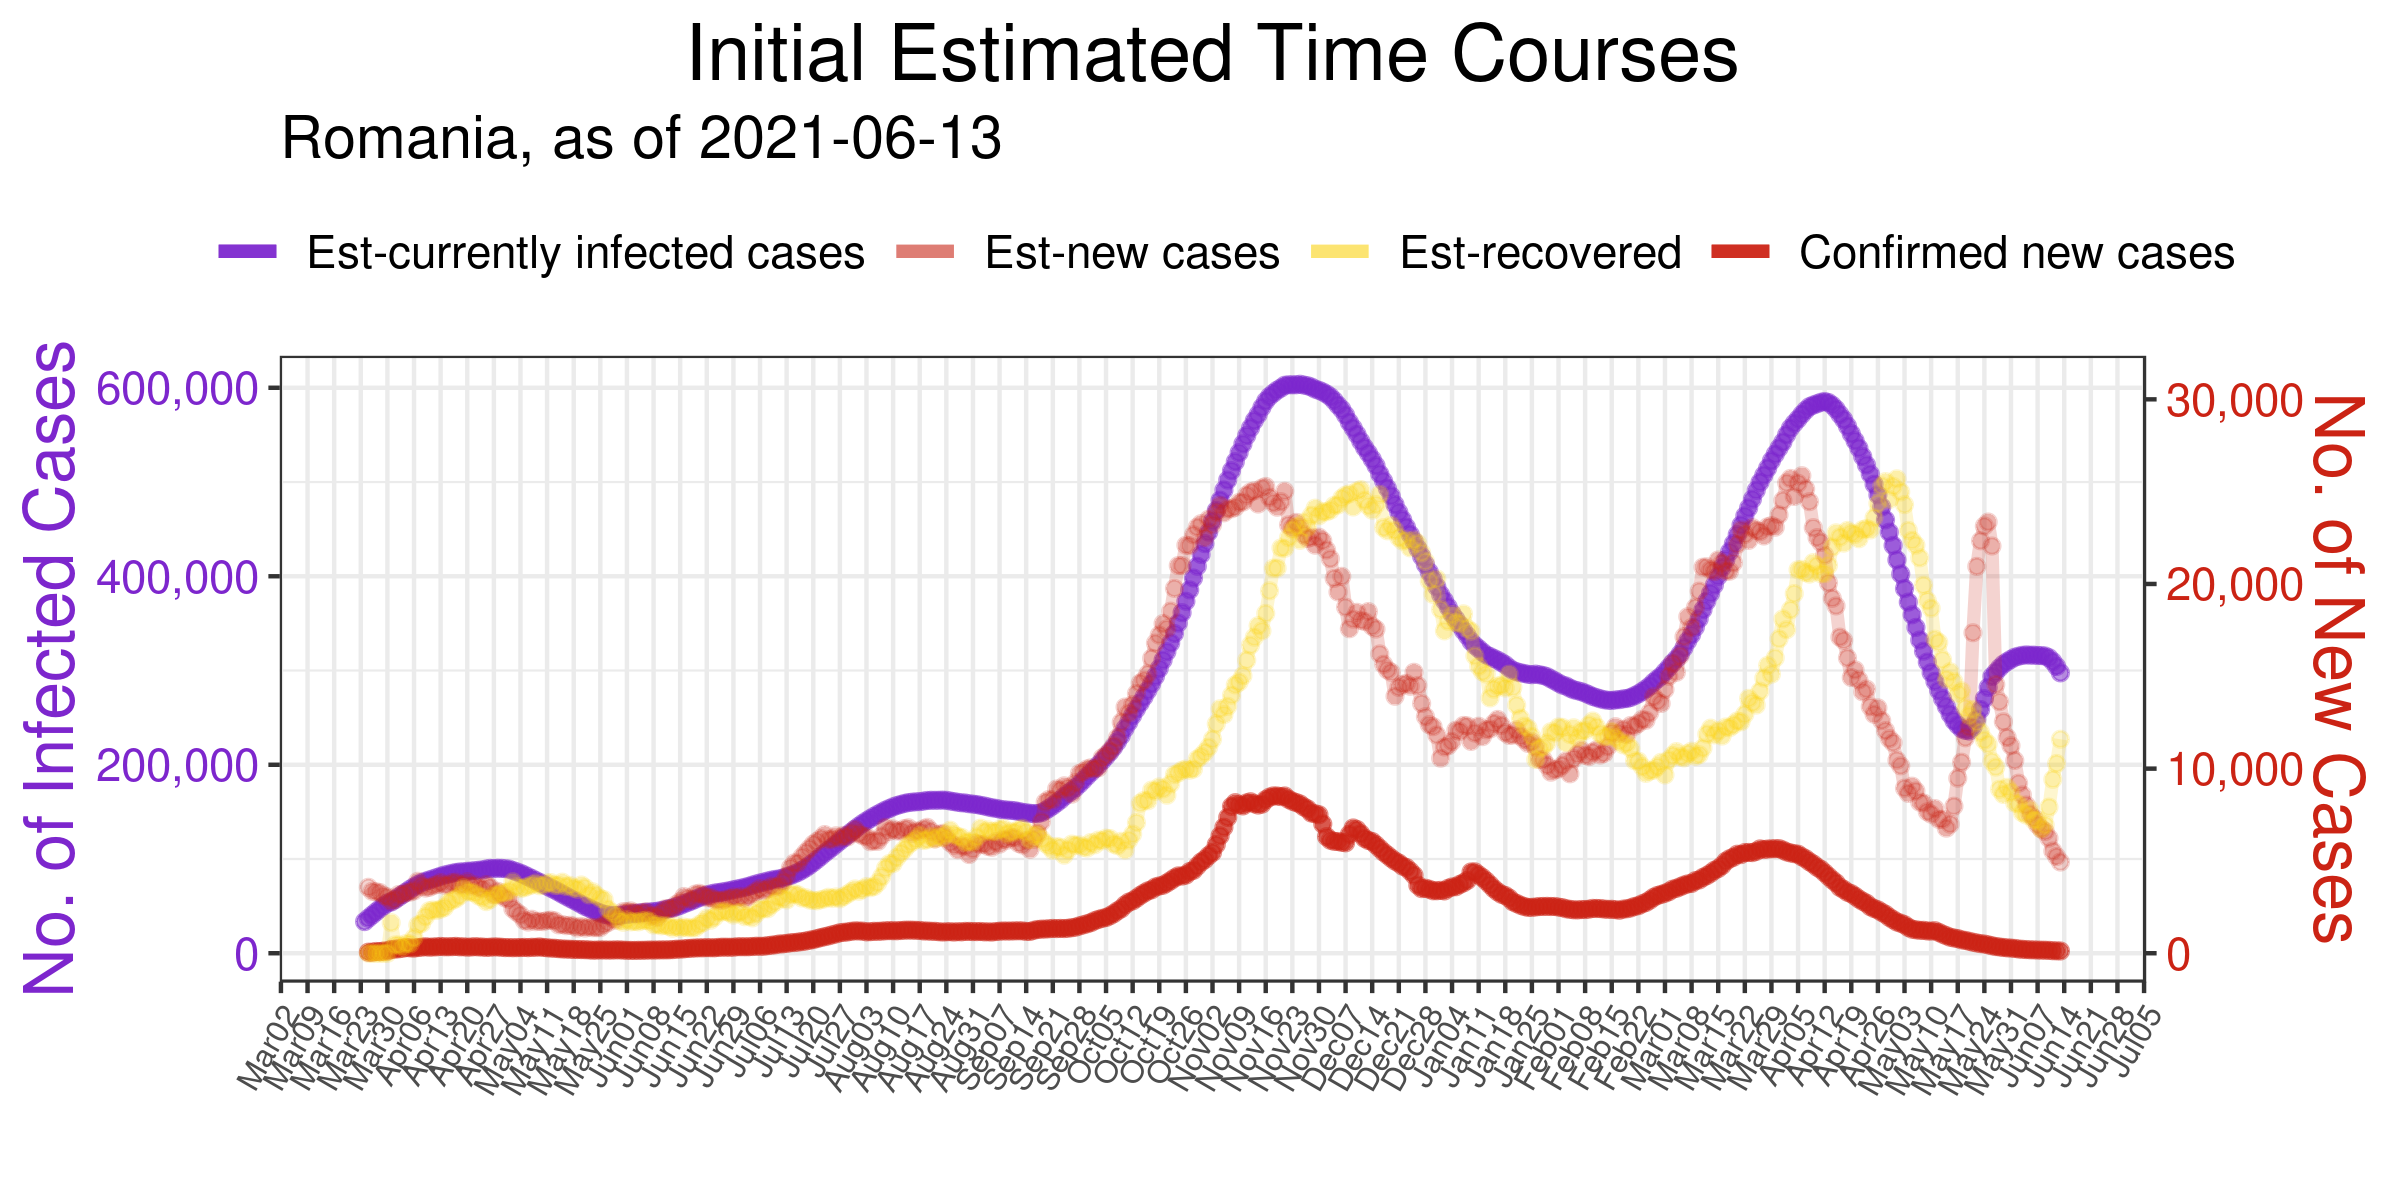 Initial Estimated Time Courses
Romania, as of 2021-06-13
Est-currently infected cases
Est-new cases
Est-recovered
Confirmed new cases
No. of Infected Cases
600,000
400,000
200,000
0
30,000
20,000
10,000
0
No. of New Cases
Mar02
Mar09
Mar16
Mar23
Mar30
Apr06
Apr13
Apr20
Apr27
May04
May11
May18
May25
Jun01
Jun08
Jun15
Jun22
Jun29
Jul06
Jul13
Jul20
Jul27
Aug03
Aug10
Aug17
Aug24
Aug31
Sep07
Sep14
Sep21
Sep28
Oct05
Oct12
Oct19
Oct26
Nov02
Nov09
Nov16
Nov23
Nov30
Dec07
Dec14
Dec21
Dec28
Jan04
Jan11
Jan18
Jan25
Feb01
Feb08
Feb15
Feb22
Mar01
Mar08
Mar15
Mar22
Mar29
Apr05
Apr12
Apr19
Apr26
May03
May10
May17
May24
May31
Jun07
Jun14
Jun21
Jun28
Jul05